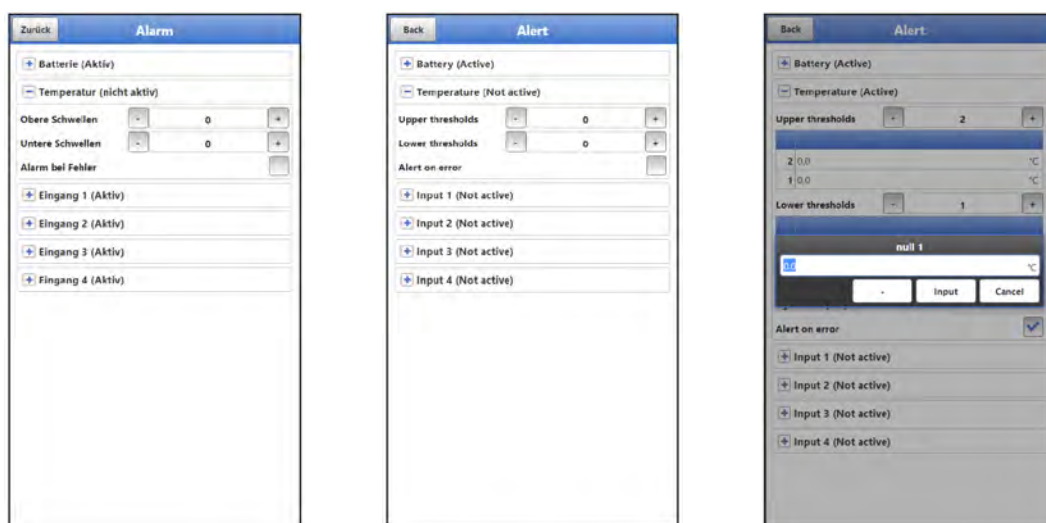 Zurück Alarm
+ Batterie (Aktiv)
− Temperatur (nicht aktiv)
Obere Schwellen - 0 +
Untere Schwellen - 0 +
Alarm bei Fehler
+ Eingang 1 (Aktiv)
+ Eingang 2 (Aktiv)
+ Eingang 3 (Aktiv)
+ Eingang 4 (Aktiv)
Back Alert
+ Battery (Active)
− Temperature (Not active)
Upper thresholds - 0 +
Lower thresholds - 0 +
Alert on error
+ Input 1 (Not active)
+ Input 2 (Not active)
+ Input 3 (Not active)
+ Input 4 (Not active)
Back Alert
+ Battery (Active)
− Temperature (Active)
Upper thresholds - 2 +
2 0.0 °C
1 0.0 °C
Lower thresholds - 1 +
null 1
0.0 °C
- Input Cancel
Alert on error
+ Input 1 (Not active)
+ Input 2 (Not active)
+ Input 3 (Not active)
+ Input 4 (Not active)